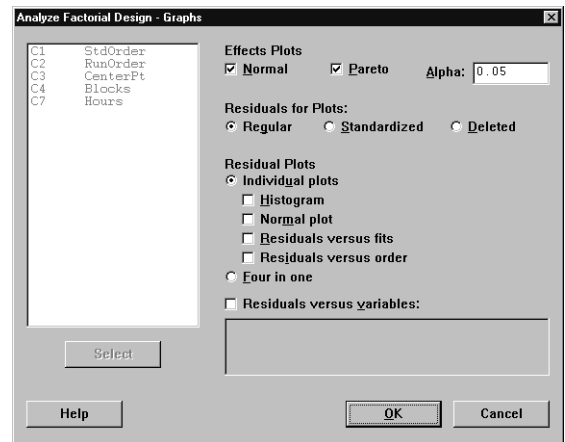 Analyze Factorial Design - Graphs
C1 StdOrder
C2 RunOrder
C3 CenterPt
C4 Blocks
C7 Hours
Select
Effects Plots
Normal Pareto Alpha: 0.05
Residuals for Plots:
Regular Standardized Deleted
Residual Plots
Individual plots
Histogram
Normal plot
Residuals versus fits
Residuals versus order
Four in one
Residuals versus variables:
Help OK Cancel